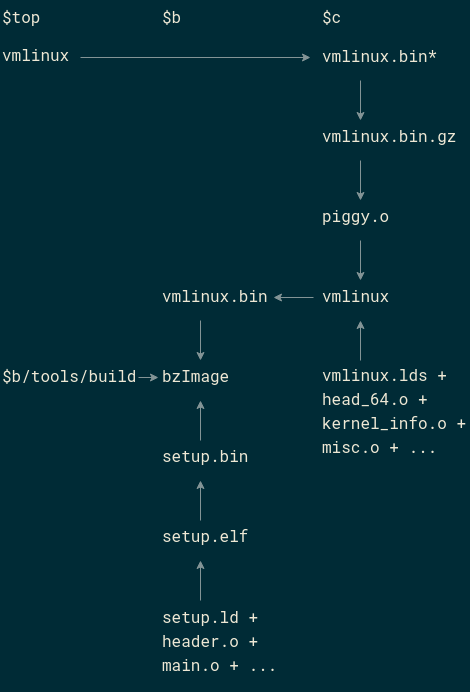 $top $b $c
vmlinux vmlinux.bin*
vmlinux.bin.gz
piggy.o
vmlinux.bin vmlinux
$b/tools/build bzImage vmlinux.lds +
head_64.o +
kernel_info.o +
misc.o + ...
setup.bin
setup.elf
setup.ld +
header.o +
main.o + ...